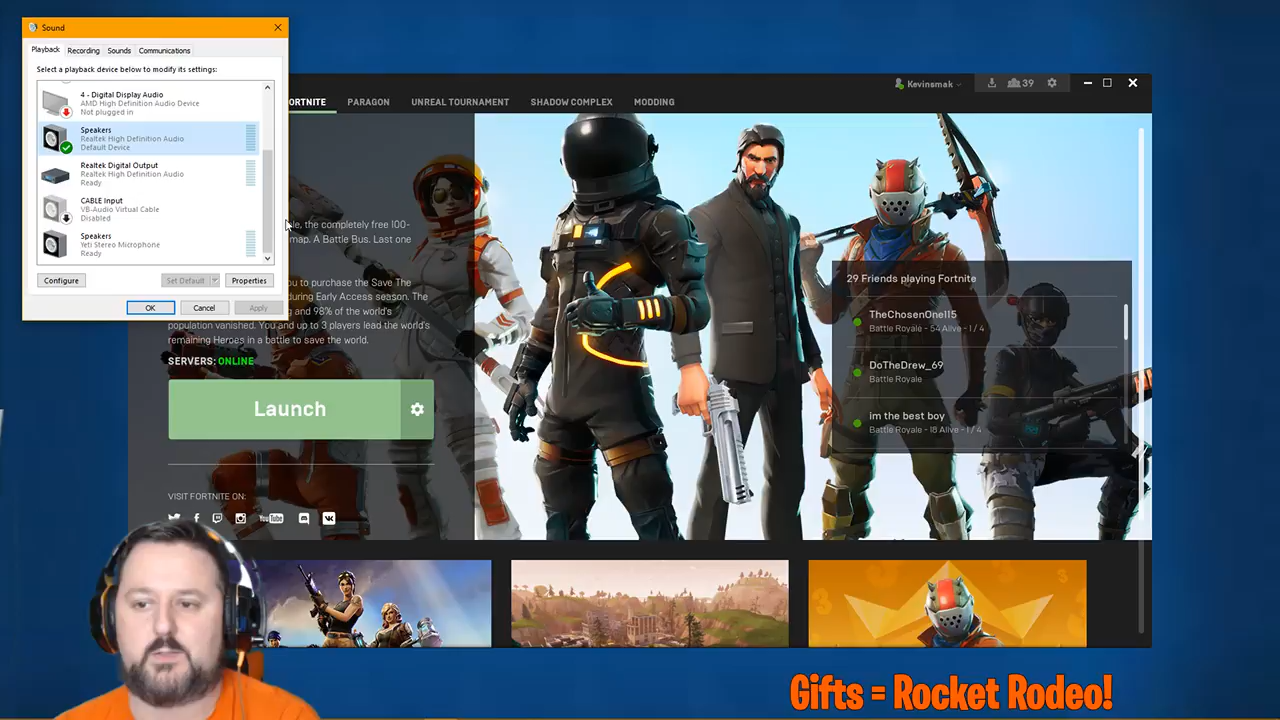 Sound
Playback Recording Sounds Communications
Select a playback device below to modify its settings:
4 - Digital Display Audio
AMD High Definition Audio Device
Not plugged in
Speakers
Realtek High Definition Audio
Default Device
Realtek Digital Output
Realtek High Definition Audio
Ready
CABLE Input
VB-Audio Virtual Cable
Disabled
Speakers
Yeti Stereo Microphone
Ready
Configure Set Default Properties
OK Cancel Apply
Kevinsmak 39
ORTNITE PARAGON UNREAL TOURNAMENT SHADOW COMPLEX MODDING
le, the completely free 100-
map. A Battle Bus. Last one
ou to purchase the Save The
during Early Access season. The
g and 98% of the world's
population vanished. You and up to 3 players lead the world's
remaining Heroes in a battle to save the world.
SERVERS: ONLINE
Launch
VISIT FORTNITE ON:
You Tube
29 Friends playing Fortnite
TheChosenOne115
Battle Royale - 54 Alive - 1 / 4
DoTheDrew_69
Battle Royale
im the best boy
Battle Royale - 18 Alive - 1 / 4
Gifts = Rocket Rodeo!